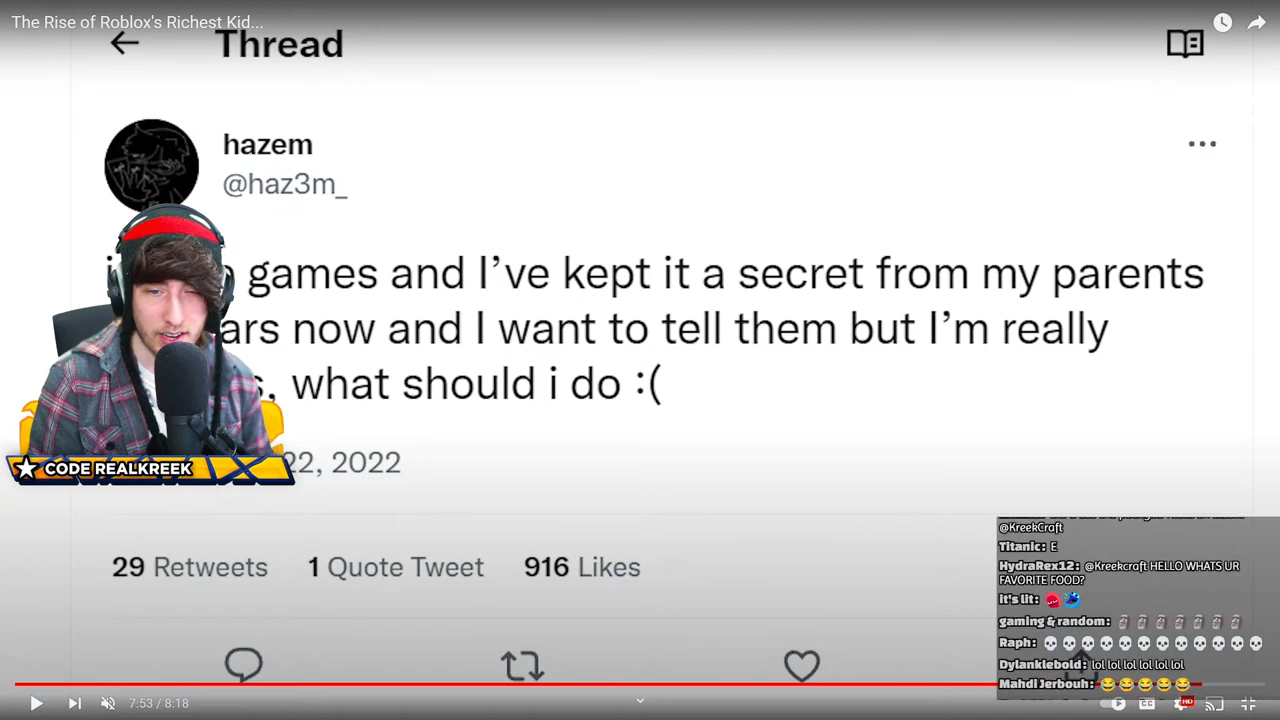 The Rise of Roblox's Richest Kid...
Thread
hazem
@haz3m_
games and I’ve kept it a secret from my parents
now and I want to tell them but I’m really
what should i do :(
22, 2022
CODE REALKREEK
29 Retweets 1 Quote Tweet 916 Likes
@KreekCraft
Titanic: E
HydraRex12: @Kreekcraft HELLO WHATS UR
FAVORITE FOOD?
it's lit:
gaming & random:
Raph:
Dylanklebold: lol lol lol lol lol lol lol
Mahdi Jerbouh:
7:53 / 8:18
CC
HD